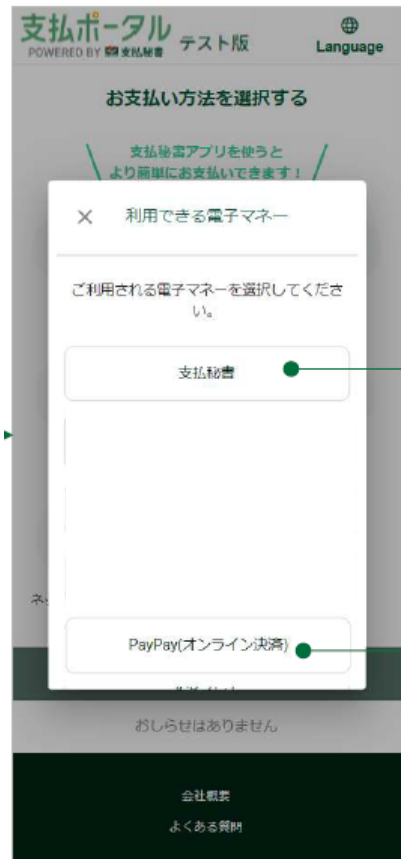 支払ポータル
POWERED BY 支払秘書
テスト版
Language
お支払い方法を選択する
支払秘書アプリを使うと
より簡単にお支払いできます！
利用できる電子マネー
ご利用される電子マネーを選択してくださ
い。
支払秘書
PayPay(オンライン決済)
ネ
おしらせはありません
会社概要
よくある質問